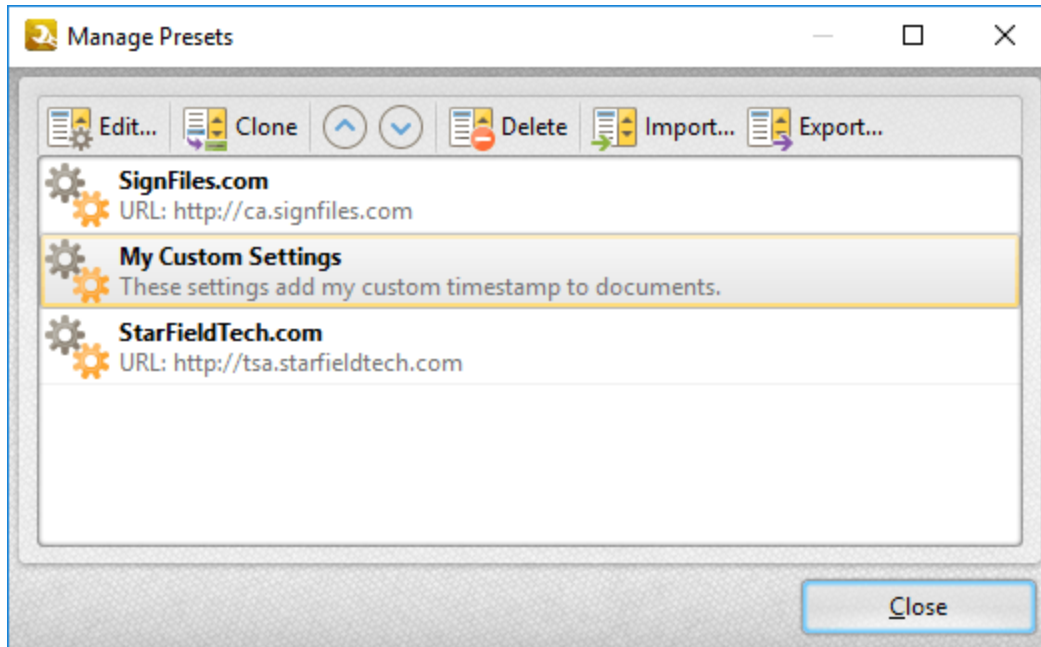 Manage Presets
Edit... Clone Delete Import... Export...
SignFiles.com
URL: http://ca.signfiles.com
My Custom Settings
These settings add my custom timestamp to documents.
StarFieldTech.com
URL: http://tsa.starfieldtech.com
Close